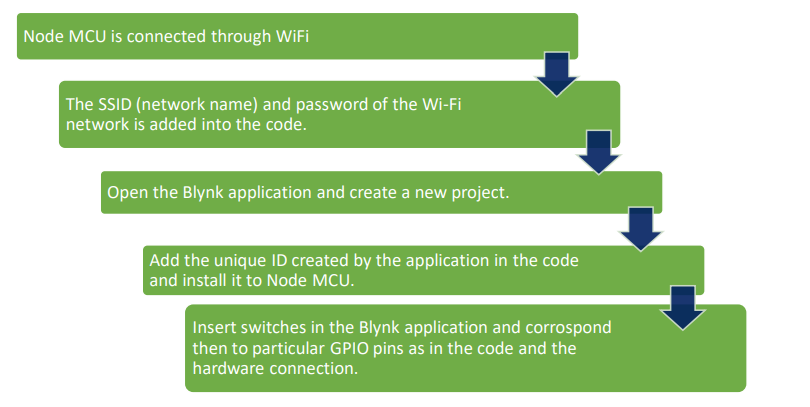 Node MCU is connected through WiFi
The SSID (network name) and password of the Wi-Fi
network is added into the code.
Open the Blynk application and create a new project.
Add the unique ID created by the application in the code
and install it to Node MCU.
Insert switches in the Blynk application and corrospond
then to particular GPIO pins as in the code and the
hardware connection.